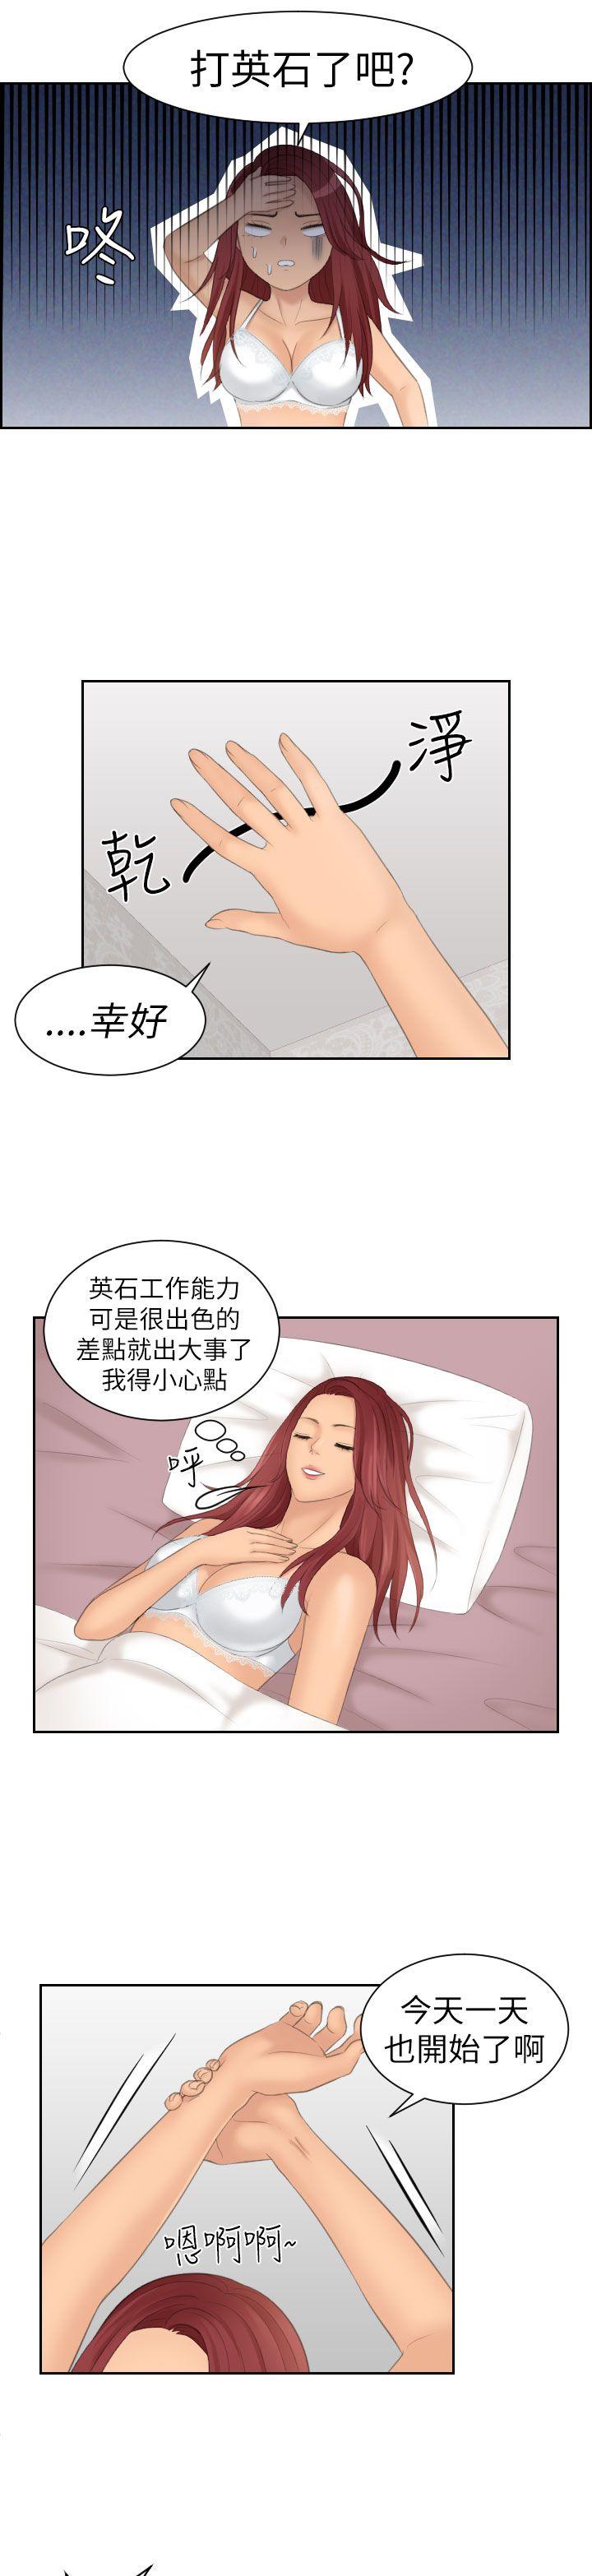 打英石了吧?
咚
淨
乾
....幸好
英石工作能力
可是很出色的
差點就出大事了
我得小心點
呼
今天一天
也開始了啊
嗯啊啊~